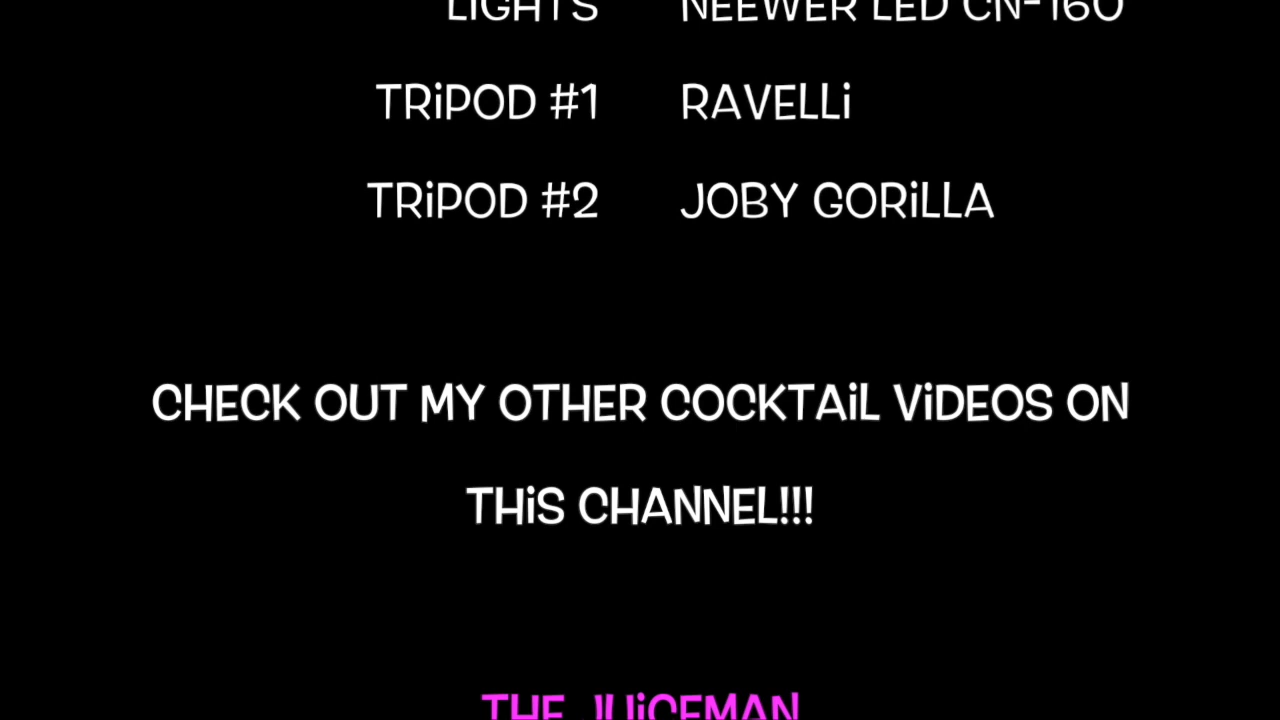 LiGHTS NEEWER LED CN-160
TRiPOD #1 RAVELLi
TRiPOD #2 JOBY GORiLLA
CHECK OUT MY OTHER COCKTAiL ViDEOS ON
THiS CHANNEL!!!
THE JUiCEMAN